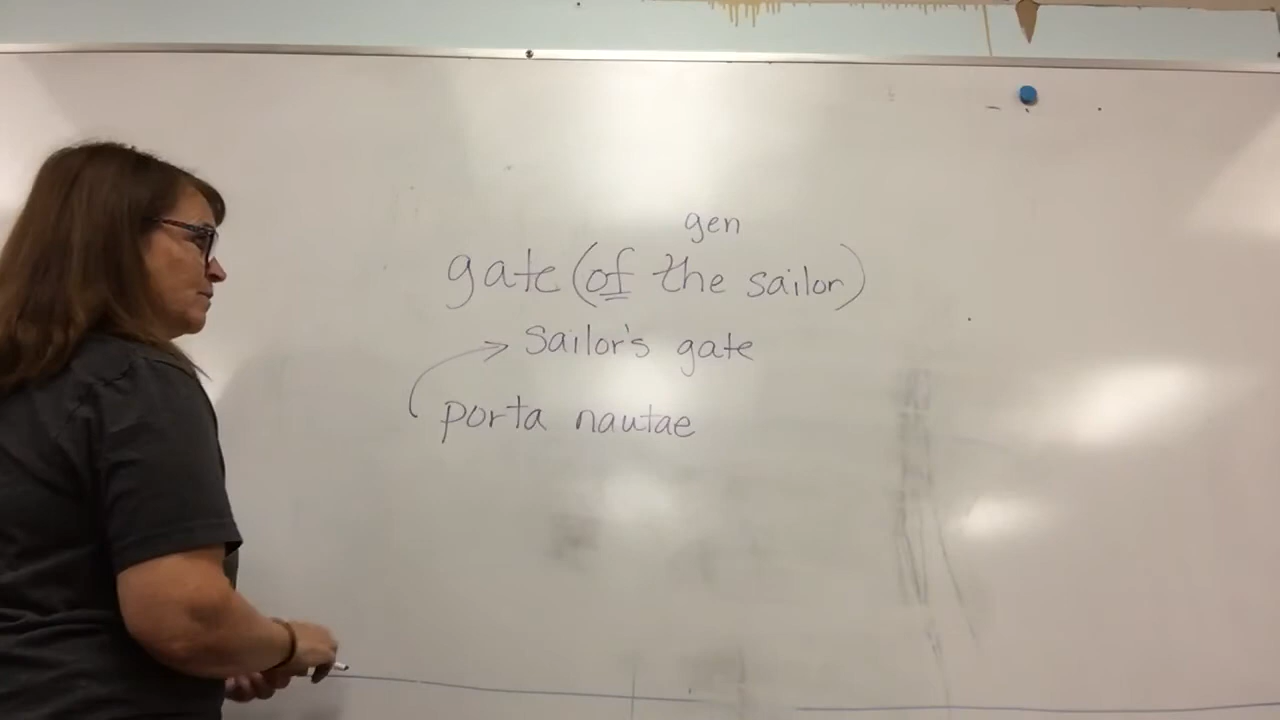 gen
gate (of the sailor)
sailor's gate
porta nautae